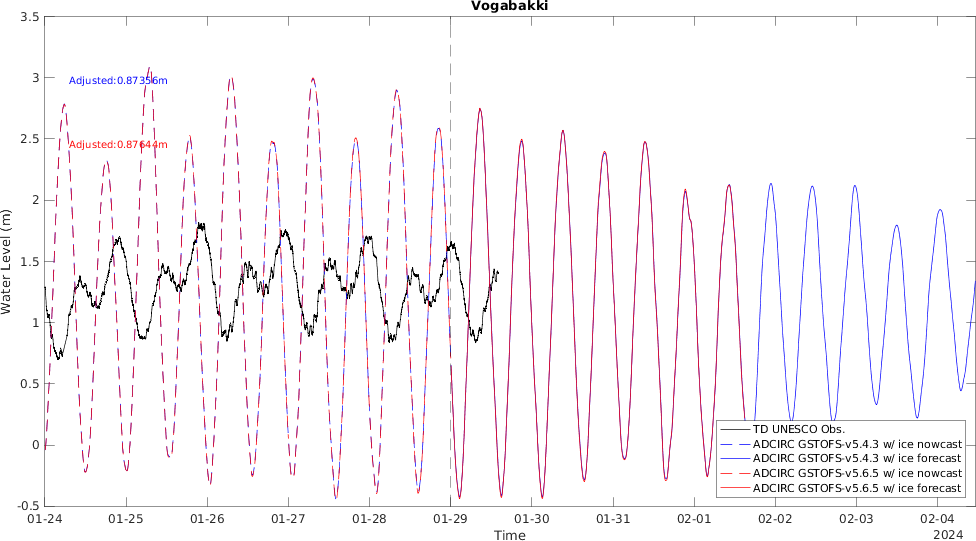 Vogabakki
3.5
3
2.5
2
1.5
1
0.5
0
-0.5
Water Level (m)
Adjusted:0.87356m
Adjusted:0.87644m
TD UNESCO Obs.
ADCIRC GSTOFS-v5.4.3 w/ ice nowcast
ADCIRC GSTOFS-v5.4.3 w/ ice forecast
ADCIRC GSTOFS-v5.6.5 w/ ice nowcast
ADCIRC GSTOFS-v5.6.5 w/ ice forecast
01-24 01-25 01-26 01-27 01-28 01-29 01-30 01-31 02-01 02-02 02-03 02-04
Time
2024